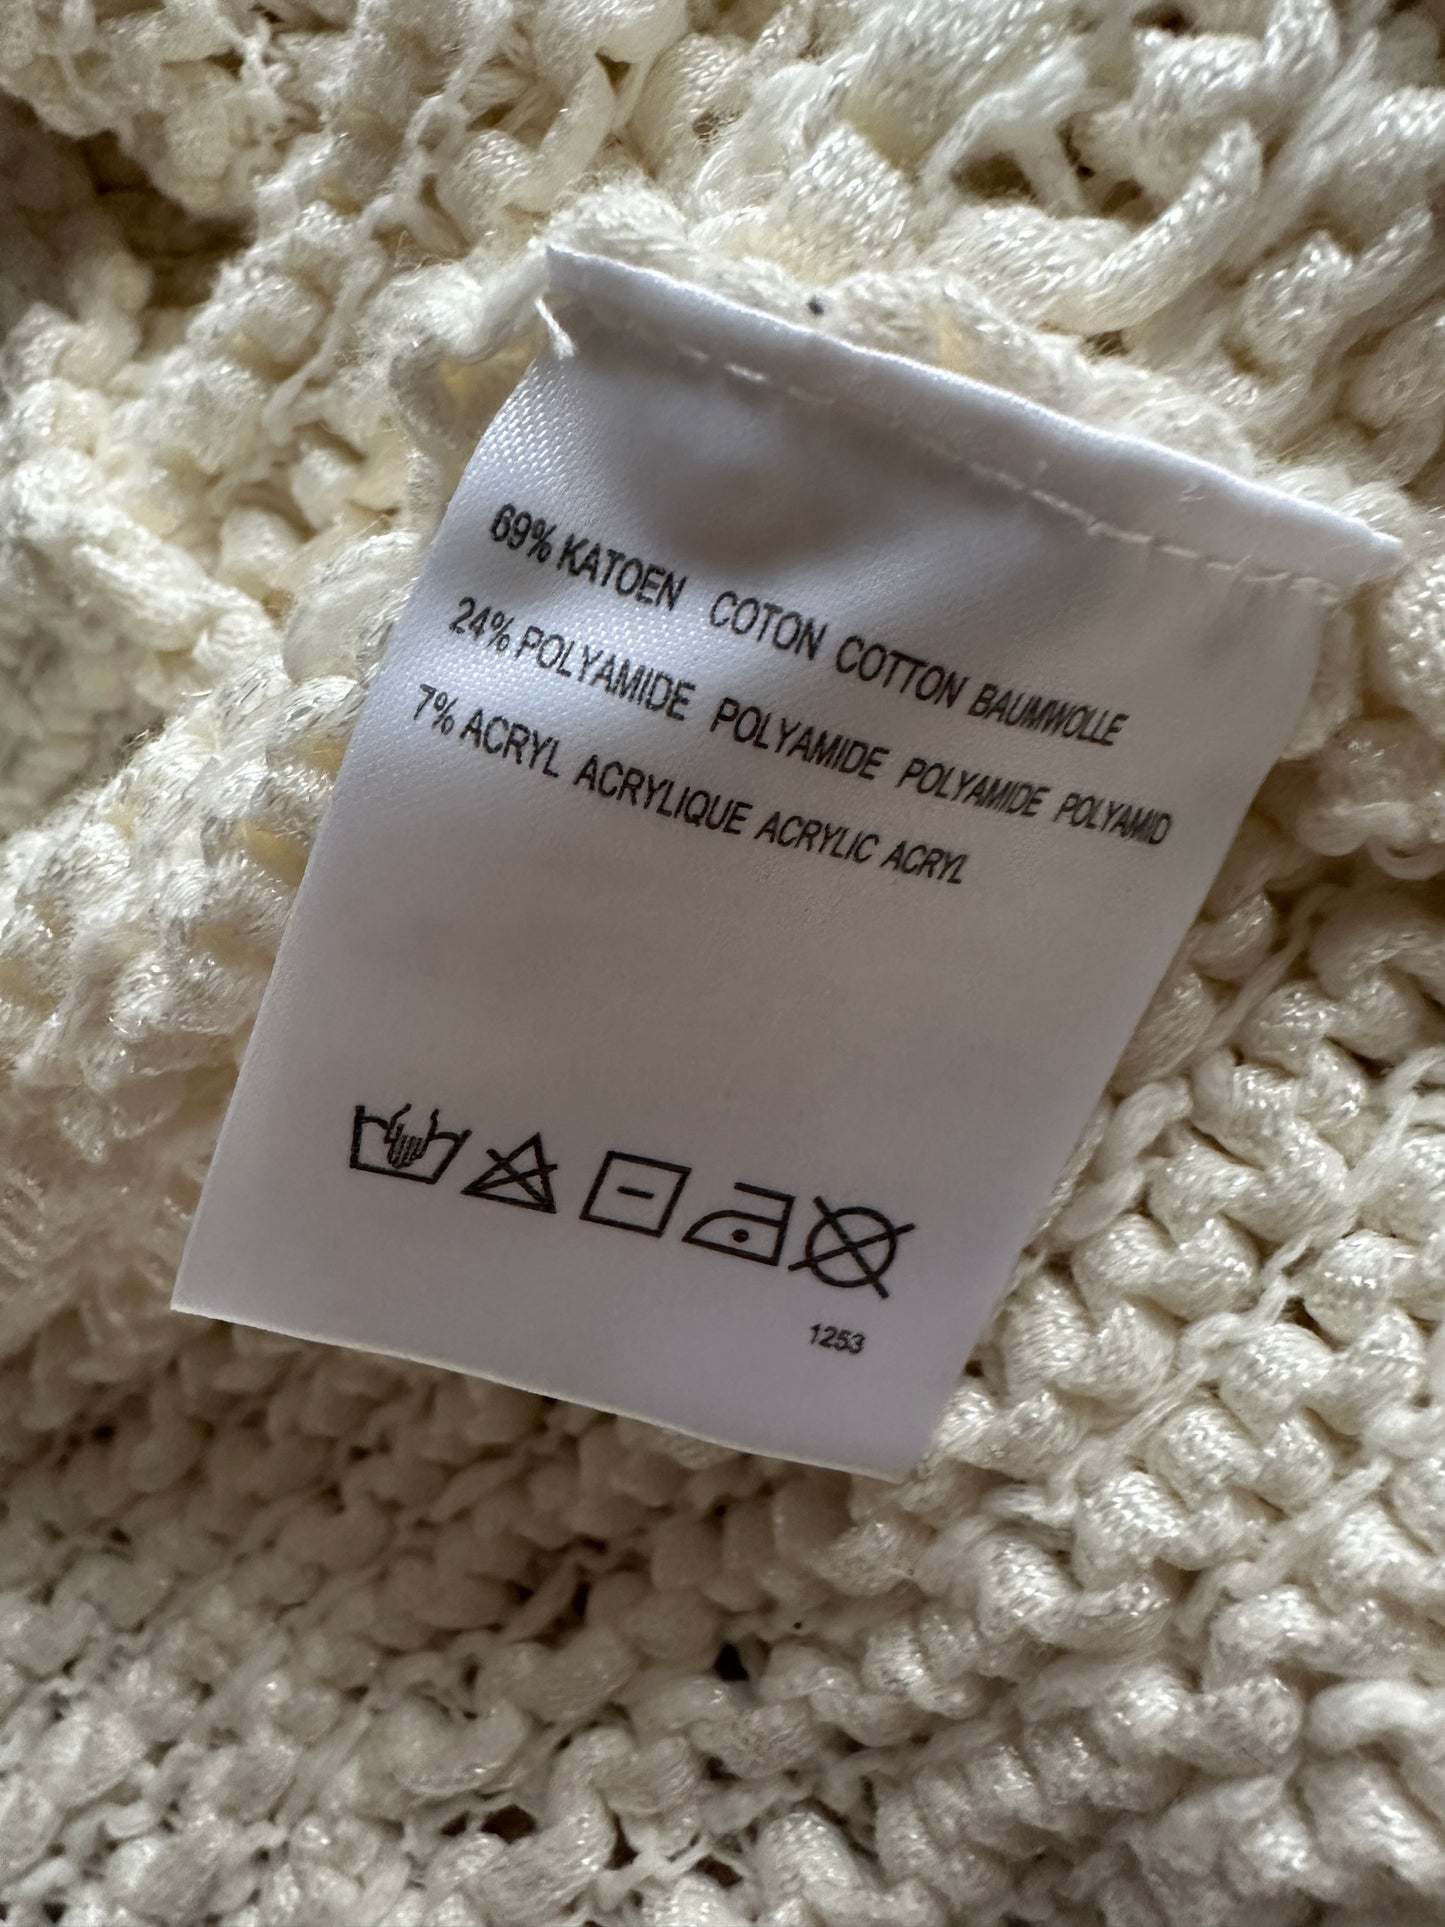 69% KATOEN COTON COTTON BAUMWOLLE
24% POLYAMIDE POLYAMIDE POLYAMIDE POLYAMID
7% ACRYL ACRYLIQUE ACRYLIC ACRYL
1253